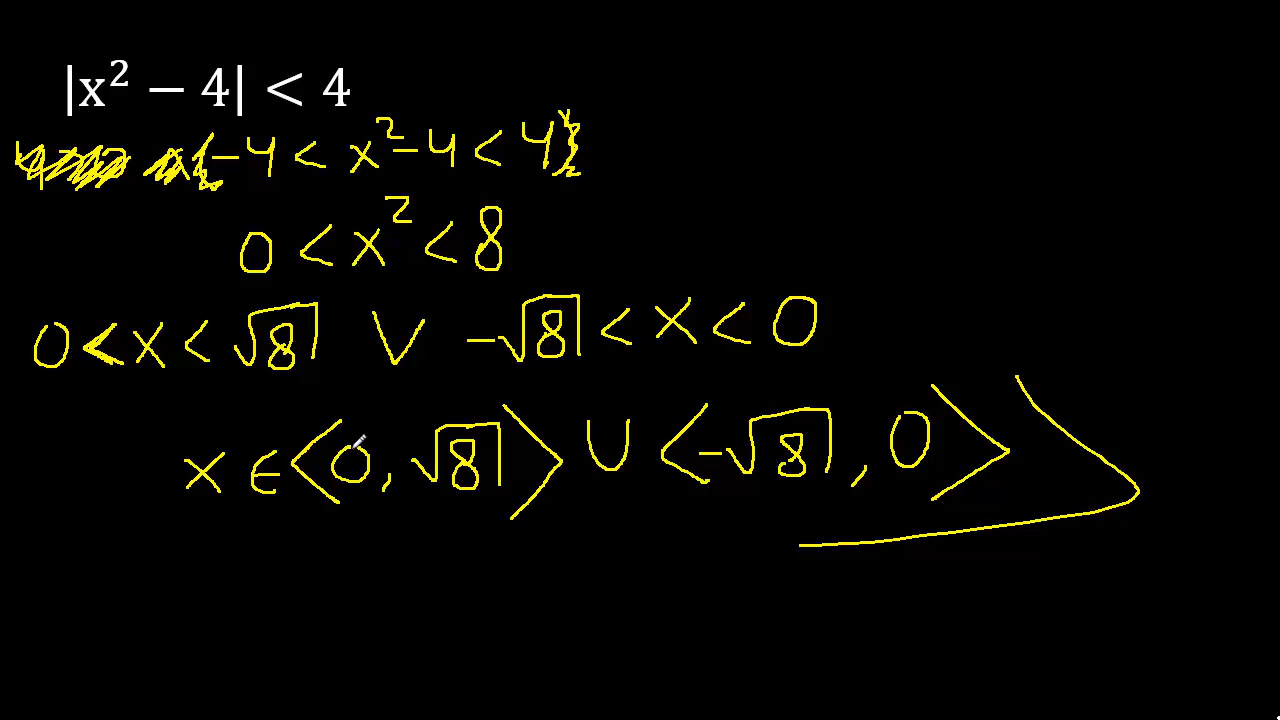 |x² − 4| < 4
-4 < x² - 4 < 4
0 < x² < 8
0 < x < √8 ∨ -√8 < x < 0
x ∈ <0, √8> ∪ <-√8, 0>